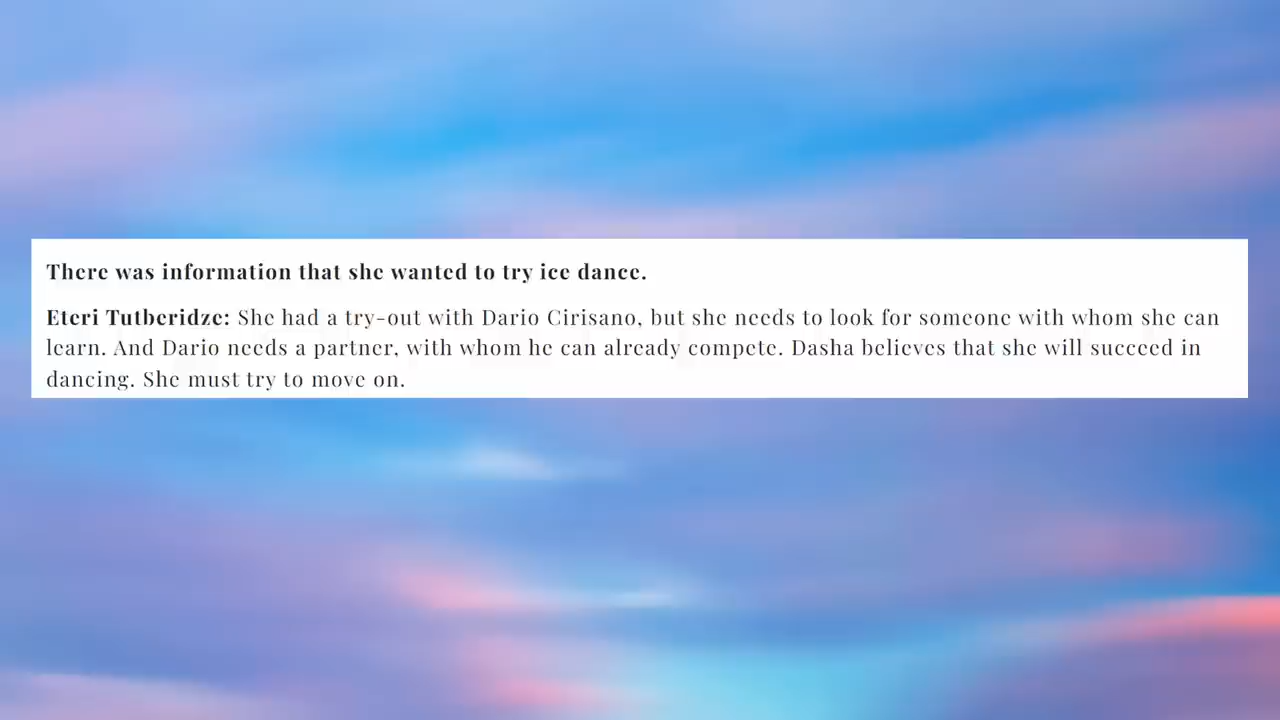 There was information that she wanted to try ice dance.
Eteri Tutberidze: She had a try-out with Dario Cirisano, but she needs to look for someone with whom she can
learn. And Dario needs a partner, with whom he can already compete. Dasha believes that she will succeed in
dancing. She must try to move on.